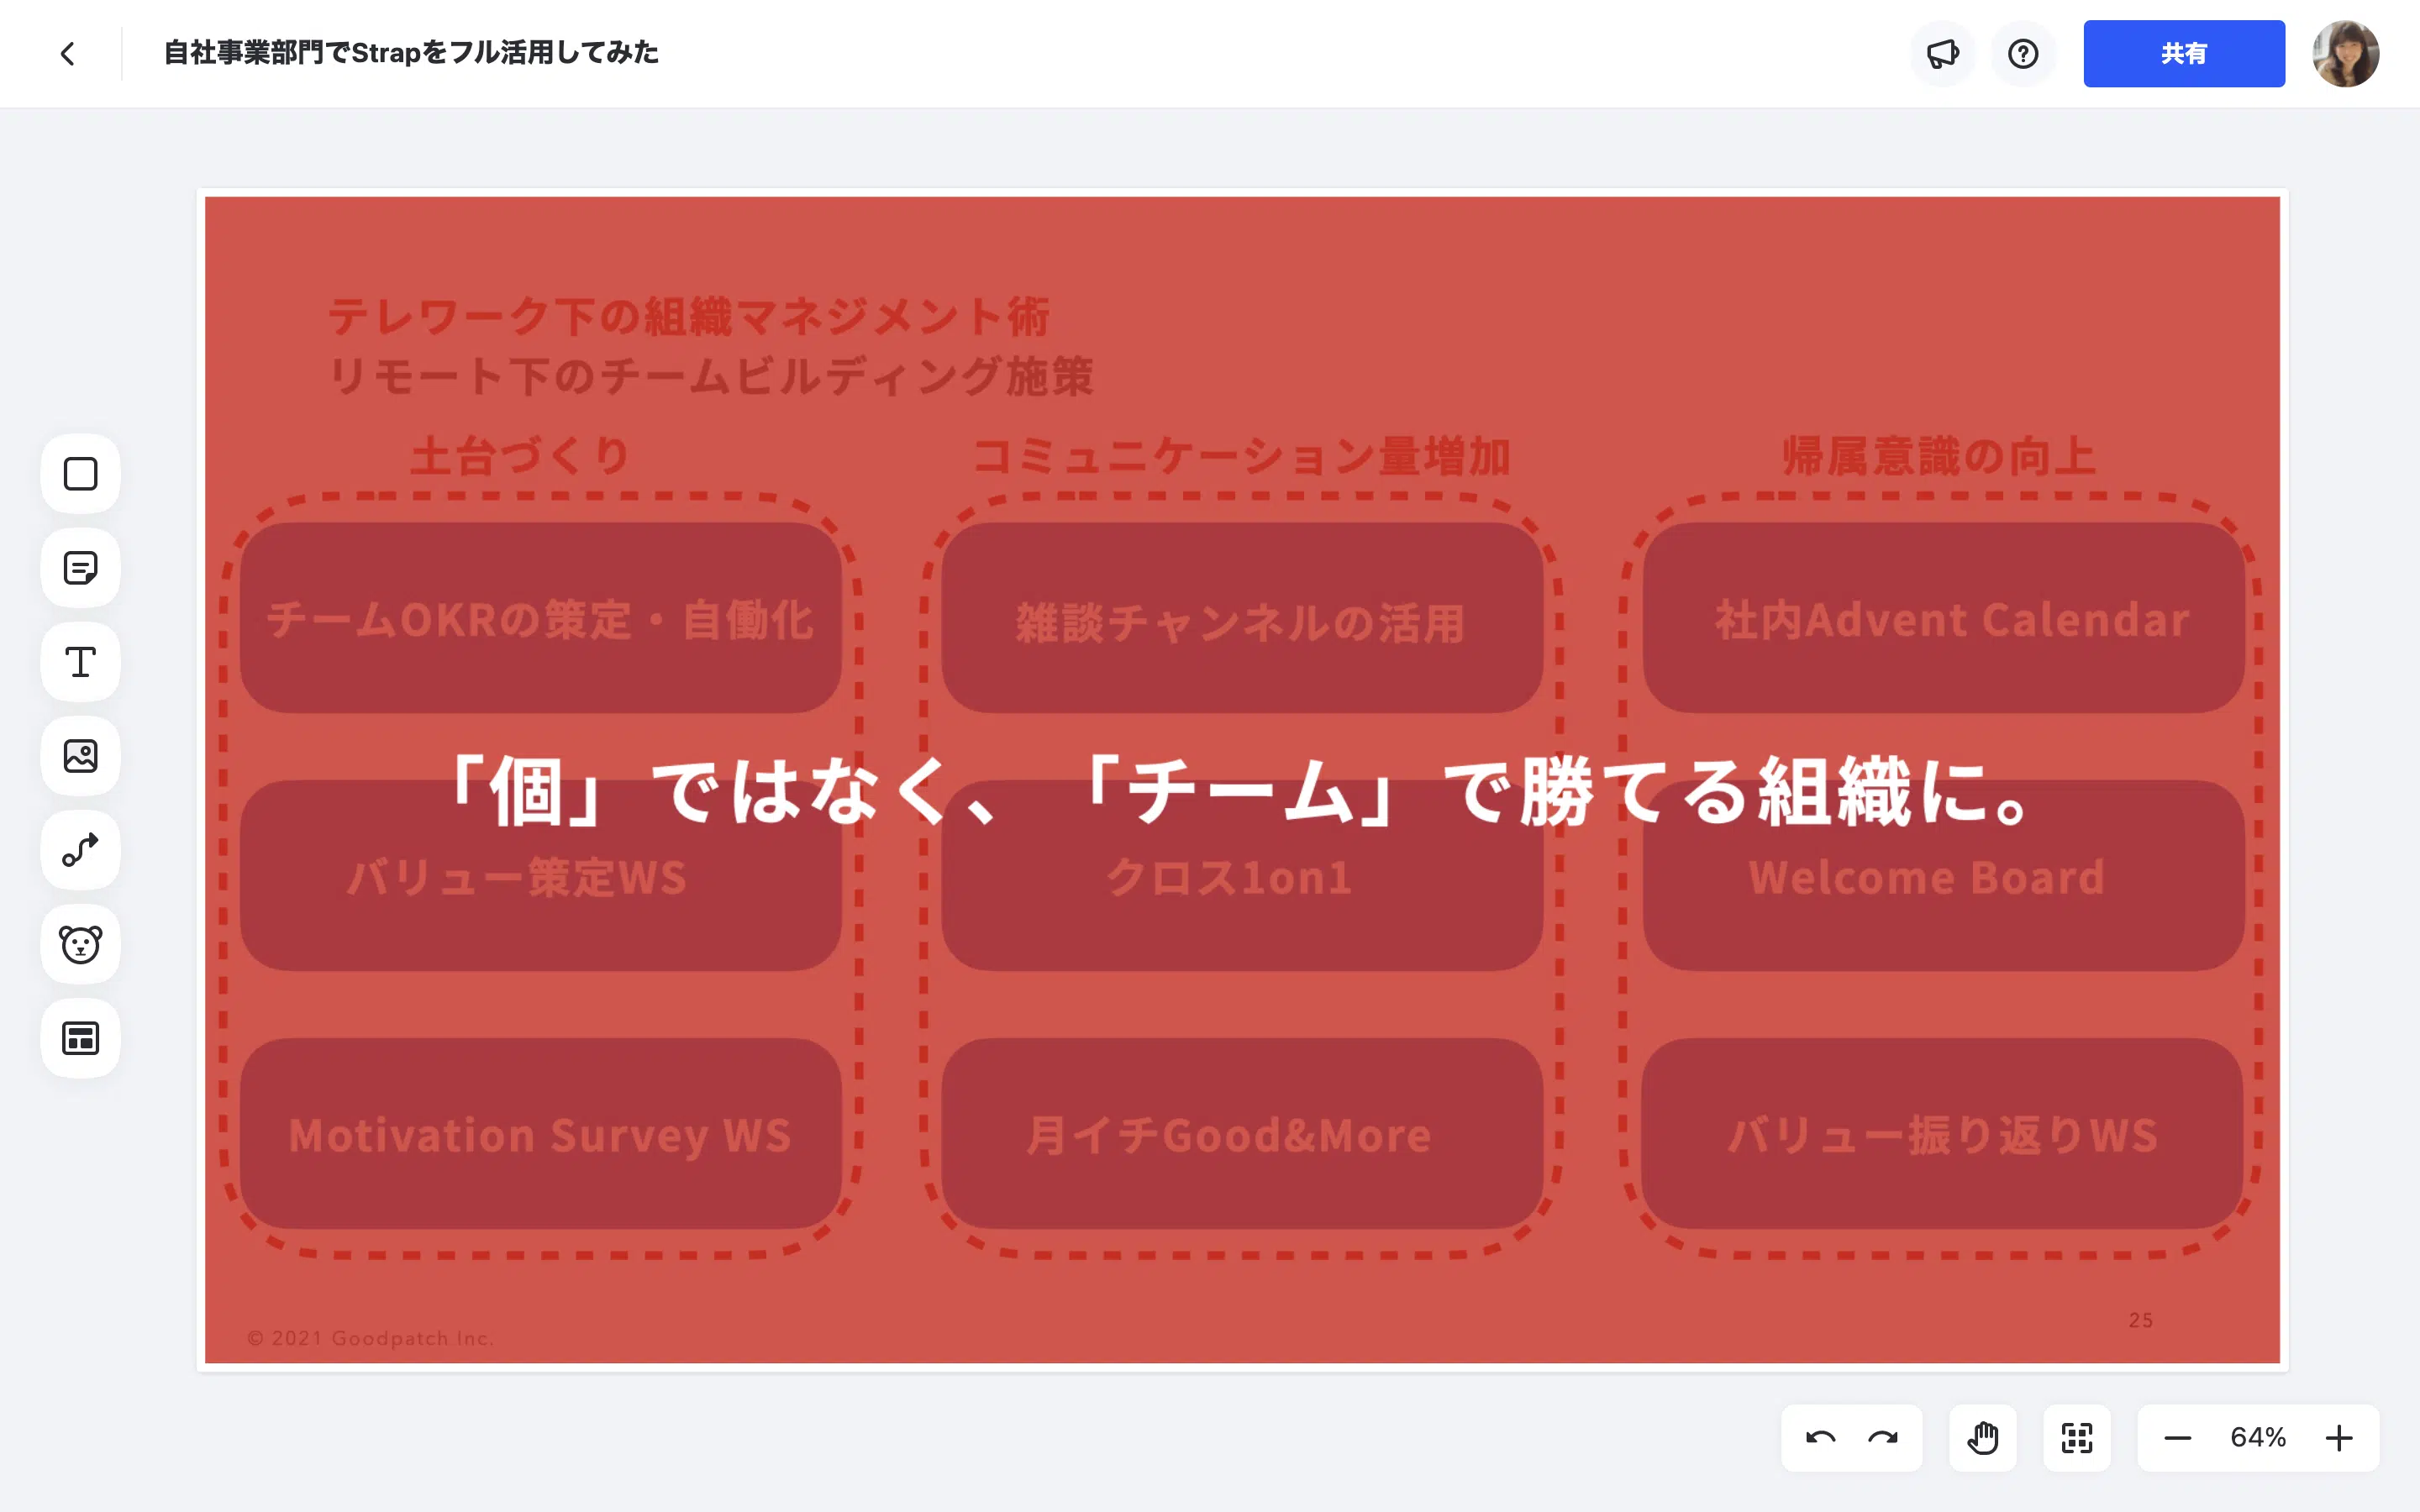 自社事業部門でStrapをフル活用してみた
共有
テレワーク下の組織マネジメント術
リモート下のチームビルディング施策
土台づくり
コミュニケーション量増加
帰属意識の向上
チームOKRの策定・自働化
雑談チャンネルの活用
社内Advent Calendar
「個」ではなく、「チーム」で勝てる組織に。
バリュー策定WS
クロス1on1
Welcome Board
Motivation Survey WS
月イチGood&More
バリュー振り返りWS
25
© 2021 Goodpatch Inc.
64%